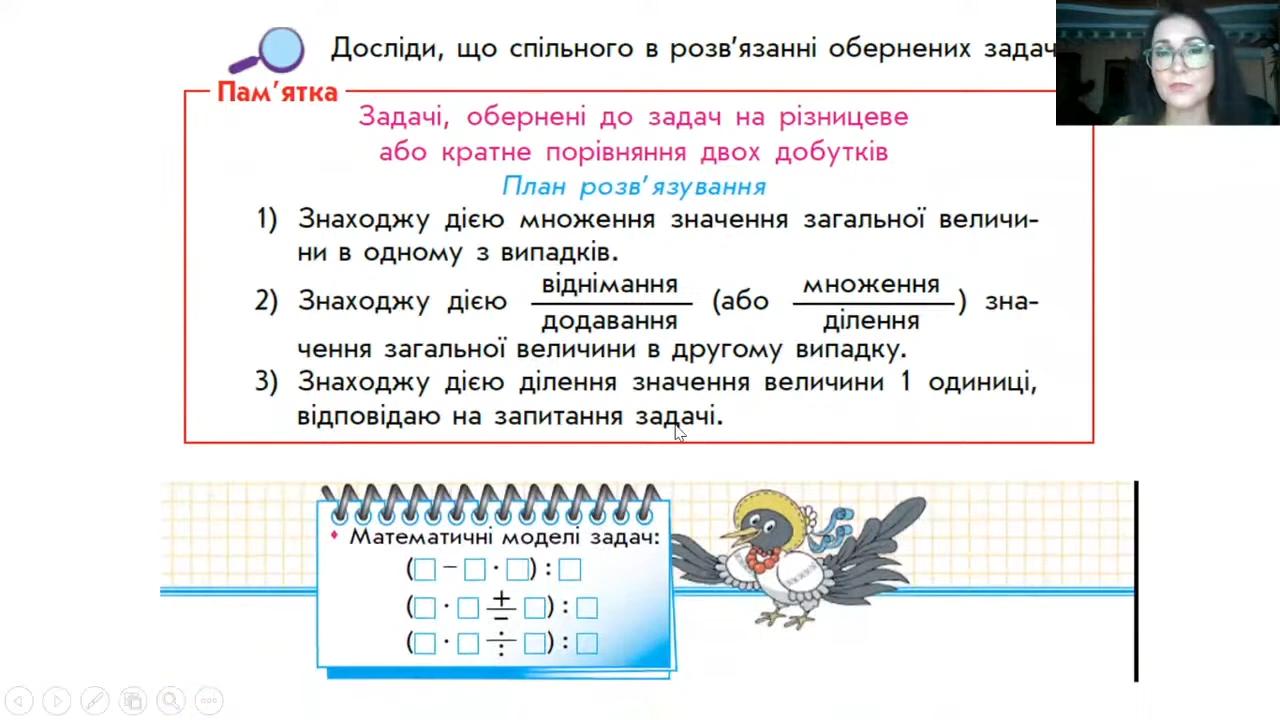 Досліди, що спільного в розв’язанні обернених задач
Пам’ятка
Задачі, обернені до задач на різницеве
або кратне порівняння двох добутків
План розв’язування
1) Знаходжу дією множення значення загальної величи-
ни в одному з випадків.
2) Знаходжу дією віднімання/додавання (або множення/ділення) зна-
чення загальної величини в другому випадку.
3) Знаходжу дією ділення значення величини 1 одиниці,
відповідаю на запитання задачі.
♦ Математичні моделі задач:
(□ – □ · □) : □
(□ · □ +/– □) : □
(□ · □ ·/: □) : □